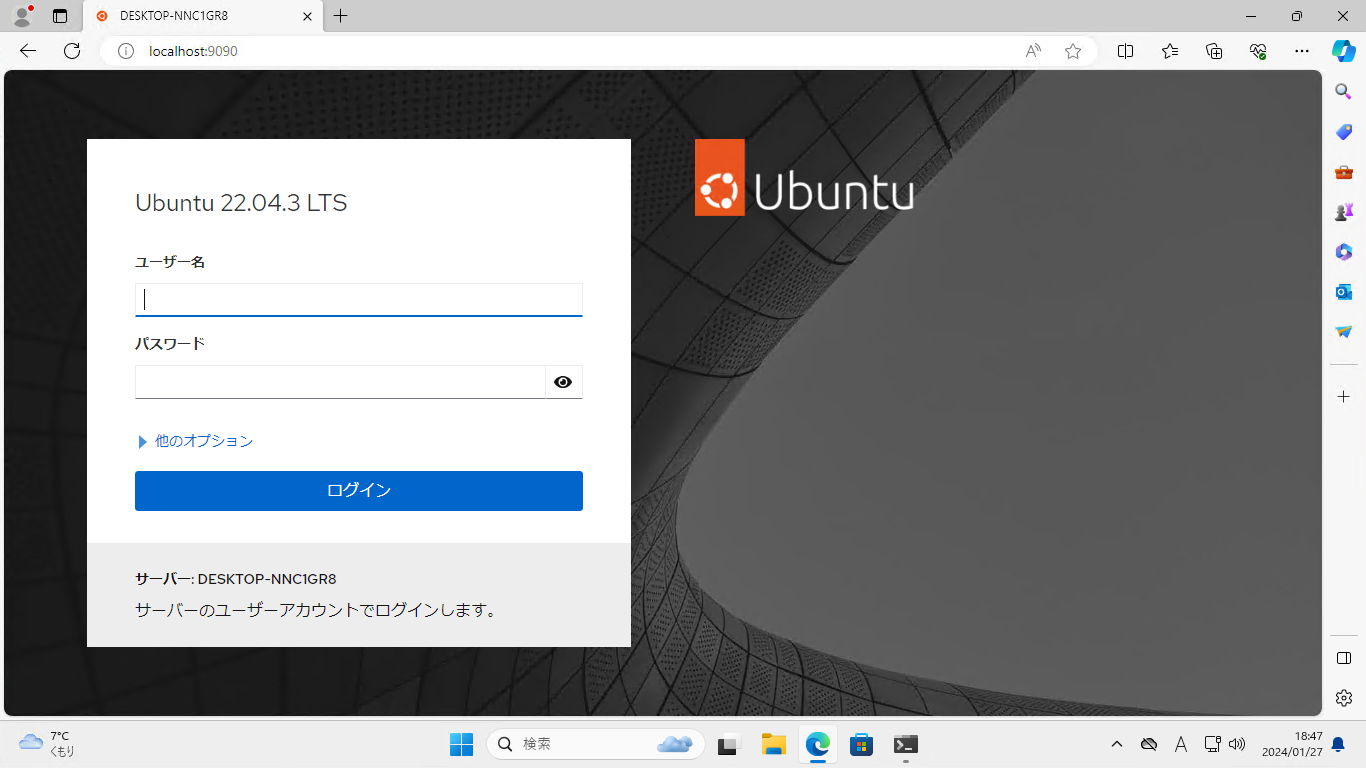 DESKTOP-NNC1GR8
localhost:9090
Ubuntu 22.04.3 LTS
ユーザー名
パスワード
他のオプション
ログイン
サーバー: DESKTOP-NNC1GR8
サーバーのユーザーアカウントでログインします。
Ubuntu
7°C
くもり
検索
A
18:47
2024/01/27